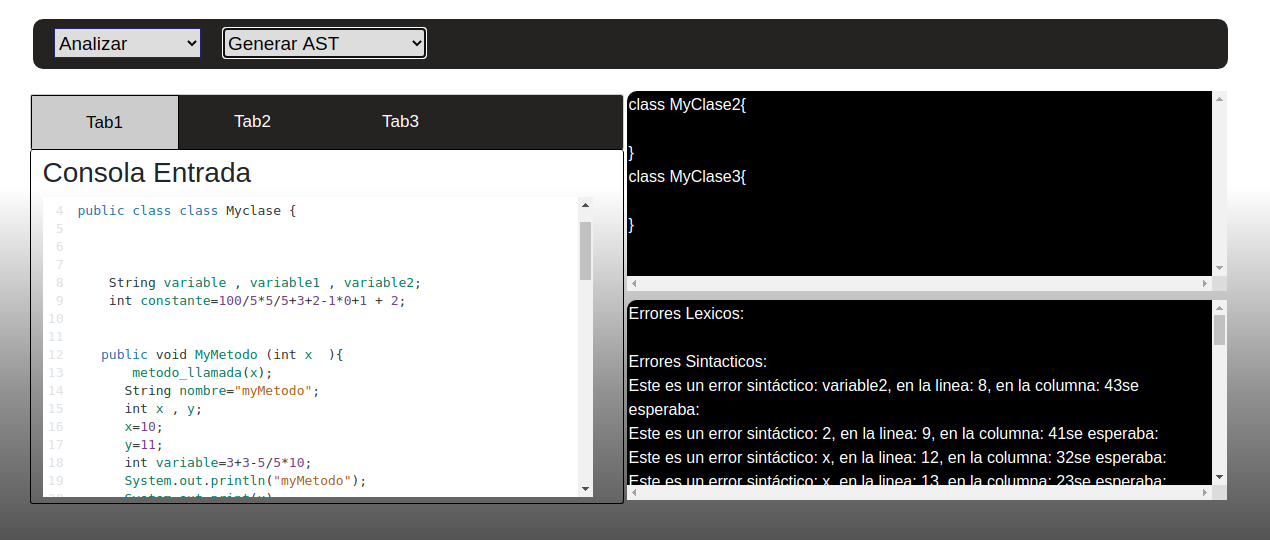 Analizar
Generar AST
Tab1
Tab2
Tab3
Consola Entrada
4 public class class Myclase {
5
6
7
8 String variable , variable1 , variable2;
9 int constante=100/5*5/5+3+2-1*0+1 + 2;
10
11
12 public void MyMetodo (int x  ){
13 metodo_llamada(x);
14 String nombre="myMetodo";
15 int x , y;
16 x=10;
17 y=11;
18 int variable=3+3-5/5*10;
19 System.out.println("myMetodo");
20 System.out.print(x)
class MyClase2{
}
class MyClase3{
}
Errores Lexicos:
Errores Sintacticos:
Este es un error sintáctico: variable2, en la linea: 8, en la columna: 43se
esperaba:
Este es un error sintáctico: 2, en la linea: 9, en la columna: 41se esperaba:
Este es un error sintáctico: x, en la linea: 12, en la columna: 32se esperaba:
Este es un error sintáctico: x, en la linea: 13, en la columna: 23se esperaba: